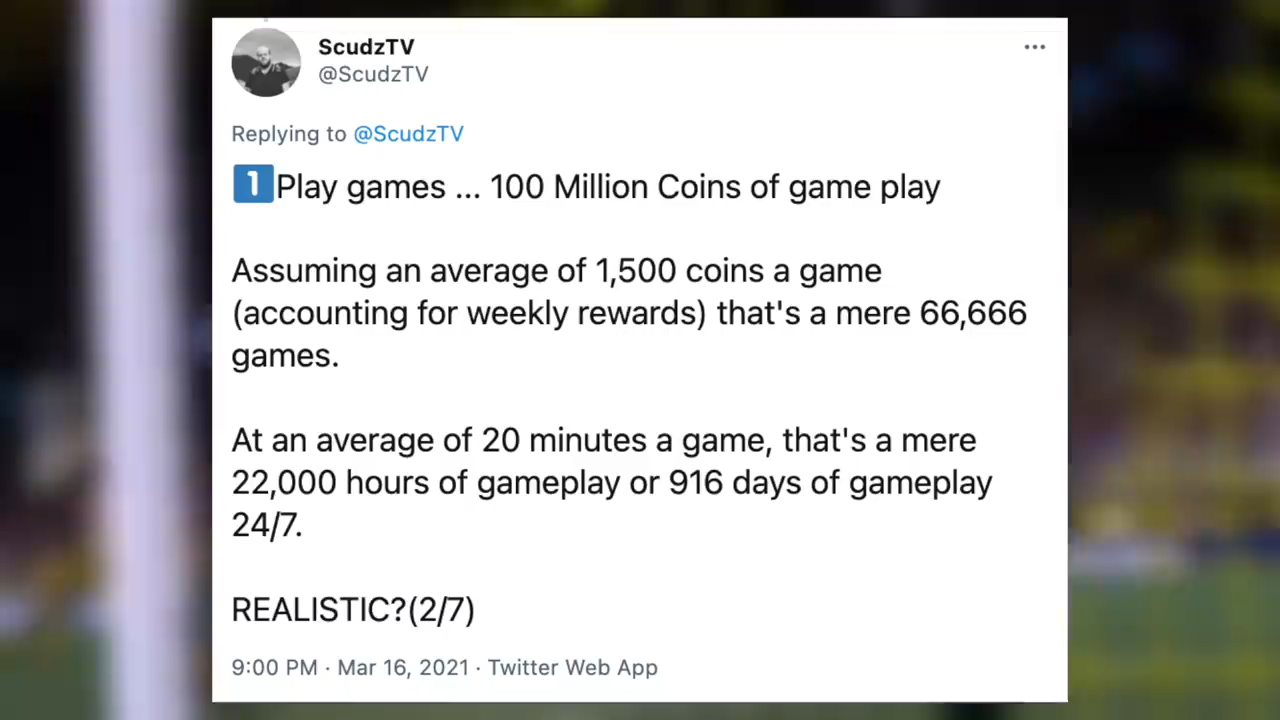 ScudzTV
@ScudzTV
Replying to @ScudzTV
1 Play games ... 100 Million Coins of game play
Assuming an average of 1,500 coins a game
(accounting for weekly rewards) that's a mere 66,666
games.
At an average of 20 minutes a game, that's a mere
22,000 hours of gameplay or 916 days of gameplay
24/7.
REALISTIC?(2/7)
9:00 PM · Mar 16, 2021 · Twitter Web App